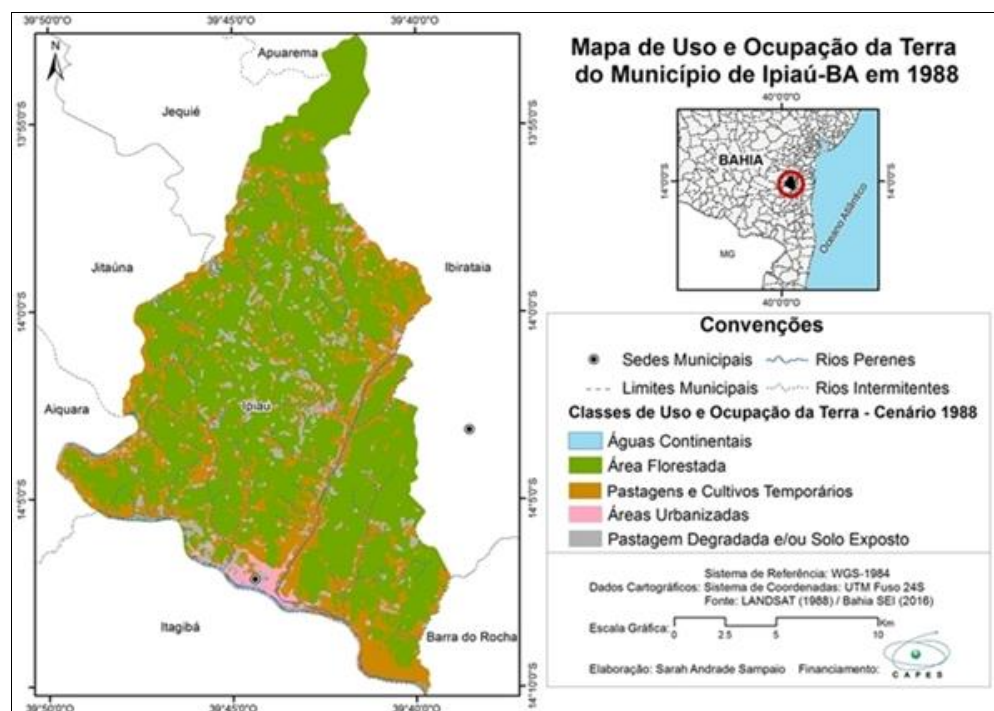 39°50'0"O
39°45'0"O
39°40'0"O
N
Apuarema
Jequié
13°55'0"S
13°55'0"S
Jitaúna
Ibirataia
14°0'0"S
14°0'0"S
Aiquara
Ipiaú
14°5'0"S
14°5'0"S
Itagibá
Barra do Rocha
14°10'0"S
39°50'0"O
39°45'0"O
39°40'0"O
Mapa de Uso e Ocupação da Terra
do Município de Ipiaú-BA em 1988
40°0'0"O
BAHIA
14°0'0"S
14°0'0"S
Oceano Atlântico
MG
40°0'0"O
Convenções
Sedes Municipais
Rios Perenes
Limites Municipais
Rios Intermitentes
Classes de Uso e Ocupação da Terra - Cenário 1988
Águas Continentais
Área Florestada
Pastagens e Cultivos Temporários
Áreas Urbanizadas
Pastagem Degradada e/ou Solo Exposto
Sistema de Referência: WGS-1984
Dados Cartográficos: Sistema de Coordenadas: UTM Fuso 24S
Fonte: LANDSAT (1988) / Bahia SEI (2016)
Escala Gráfica:
0 2.5 5 10 Km
Elaboração: Sarah Andrade Sampaio Financiamento:
CAPES